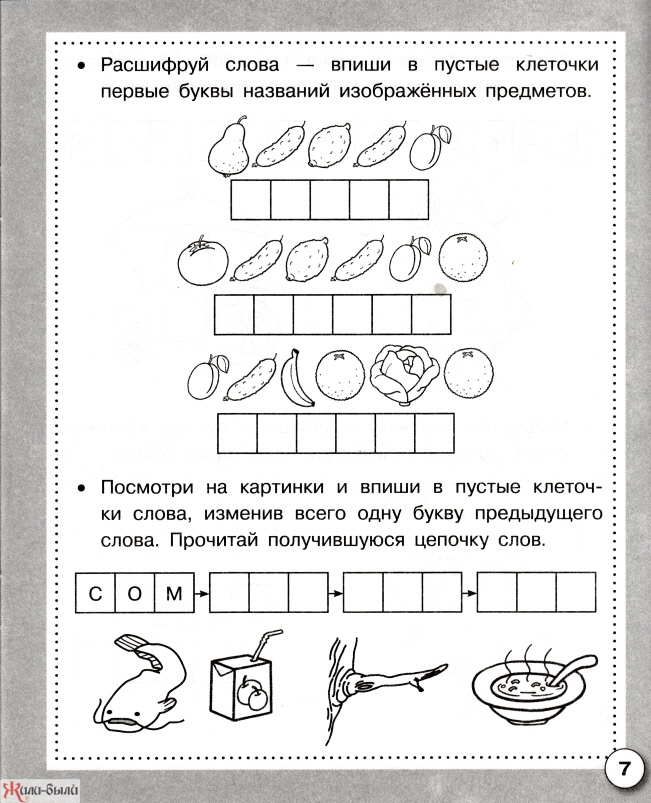 • Расшифруй слова — впиши в пустые клеточки
первые буквы названий изображённых предметов.
• Посмотри на картинки и впиши в пустые клеточ-
ки слова, изменив всего одну букву предыдущего
слова. Прочитай получившуюся цепочку слов.
С О М
7
Жили-были